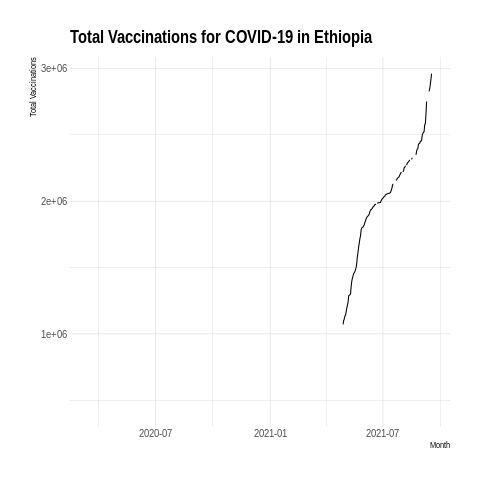 Total Vaccinations for COVID-19 in Ethiopia
Total Vaccinations
3e+06
2e+06
1e+06
2020-07 2021-01 2021-07
Month